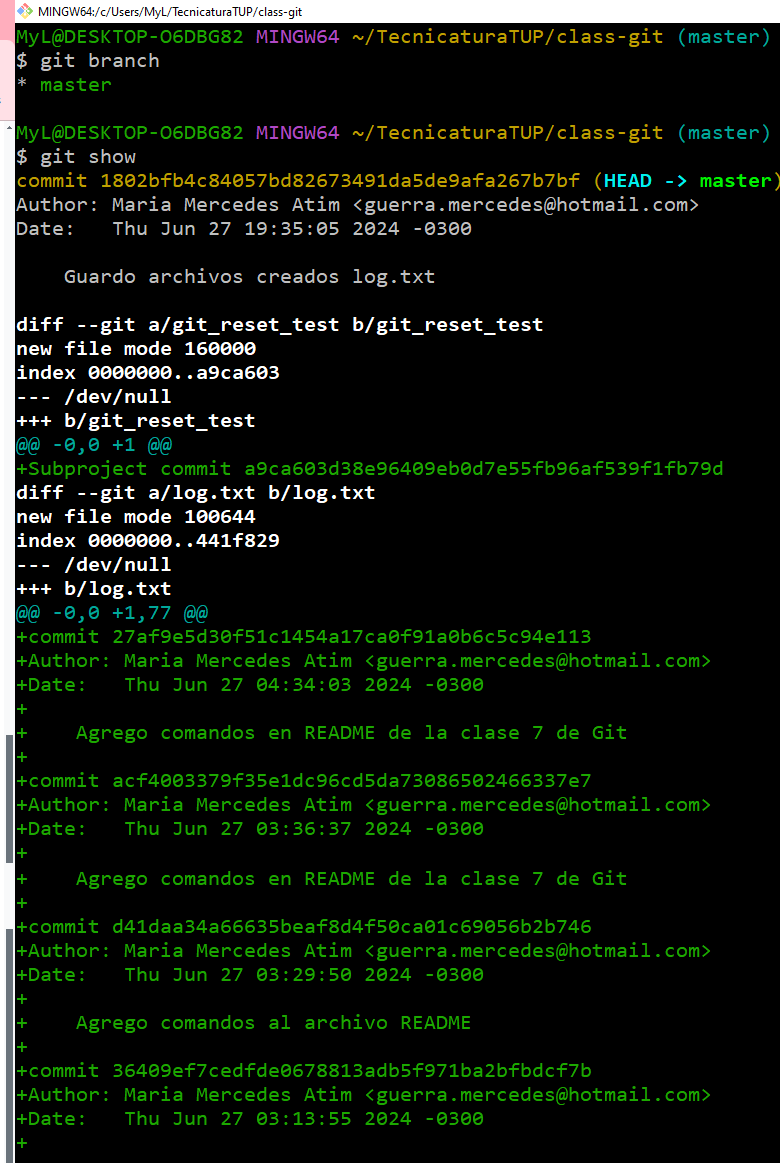 MINGW64:/c/Users/MyL/TecnicaturaTUP/class-git
MyL@DESKTOP-O6DBG82 MINGW64 ~/TecnicaturaTUP/class-git (master)
$ git branch
* master
MyL@DESKTOP-O6DBG82 MINGW64 ~/TecnicaturaTUP/class-git (master)
$ git show
commit 1802bfb4c84057bd82673491da5de9afa267b7bf (HEAD -> master)
Author: Maria Mercedes Atim <guerra.mercedes@hotmail.com>
Date:   Thu Jun 27 19:35:05 2024 -0300
    Guardo archivos creados log.txt
diff --git a/git_reset_test b/git_reset_test
new file mode 160000
index 0000000..a9ca603
--- /dev/null
+++ b/git_reset_test
@@ -0,0 +1 @@
+Subproject commit a9ca603d38e96409eb0d7e55fb96af539f1fb79d
diff --git a/log.txt b/log.txt
new file mode 100644
index 0000000..441f829
--- /dev/null
+++ b/log.txt
@@ -0,0 +1,77 @@
+commit 27af9e5d30f51c1454a17ca0f91a0b6c5c94e113
+Author: Maria Mercedes Atim <guerra.mercedes@hotmail.com>
+Date:   Thu Jun 27 04:34:03 2024 -0300
+
+    Agrego comandos en README de la clase 7 de Git
+
+commit acf4003379f35e1dc96cd5da73086502466337e7
+Author: Maria Mercedes Atim <guerra.mercedes@hotmail.com>
+Date:   Thu Jun 27 03:36:37 2024 -0300
+
+    Agrego comandos en README de la clase 7 de Git
+
+commit d41daa34a66635beaf8d4f50ca01c69056b2b746
+Author: Maria Mercedes Atim <guerra.mercedes@hotmail.com>
+Date:   Thu Jun 27 03:29:50 2024 -0300
+
+    Agrego comandos al archivo README
+
+commit 36409ef7cedfde0678813adb5f971ba2bfbdcf7b
+Author: Maria Mercedes Atim <guerra.mercedes@hotmail.com>
+Date:   Thu Jun 27 03:13:55 2024 -0300
+